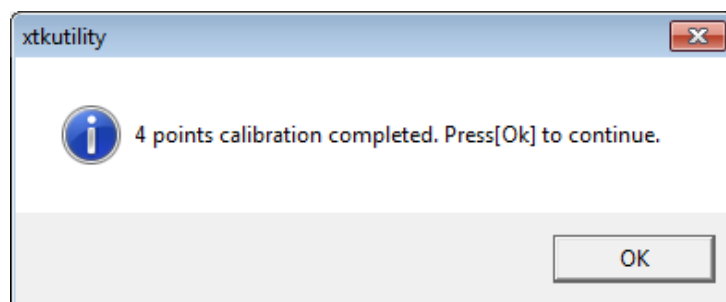 xtkutility
4 points calibration completed. Press[Ok] to continue.
OK